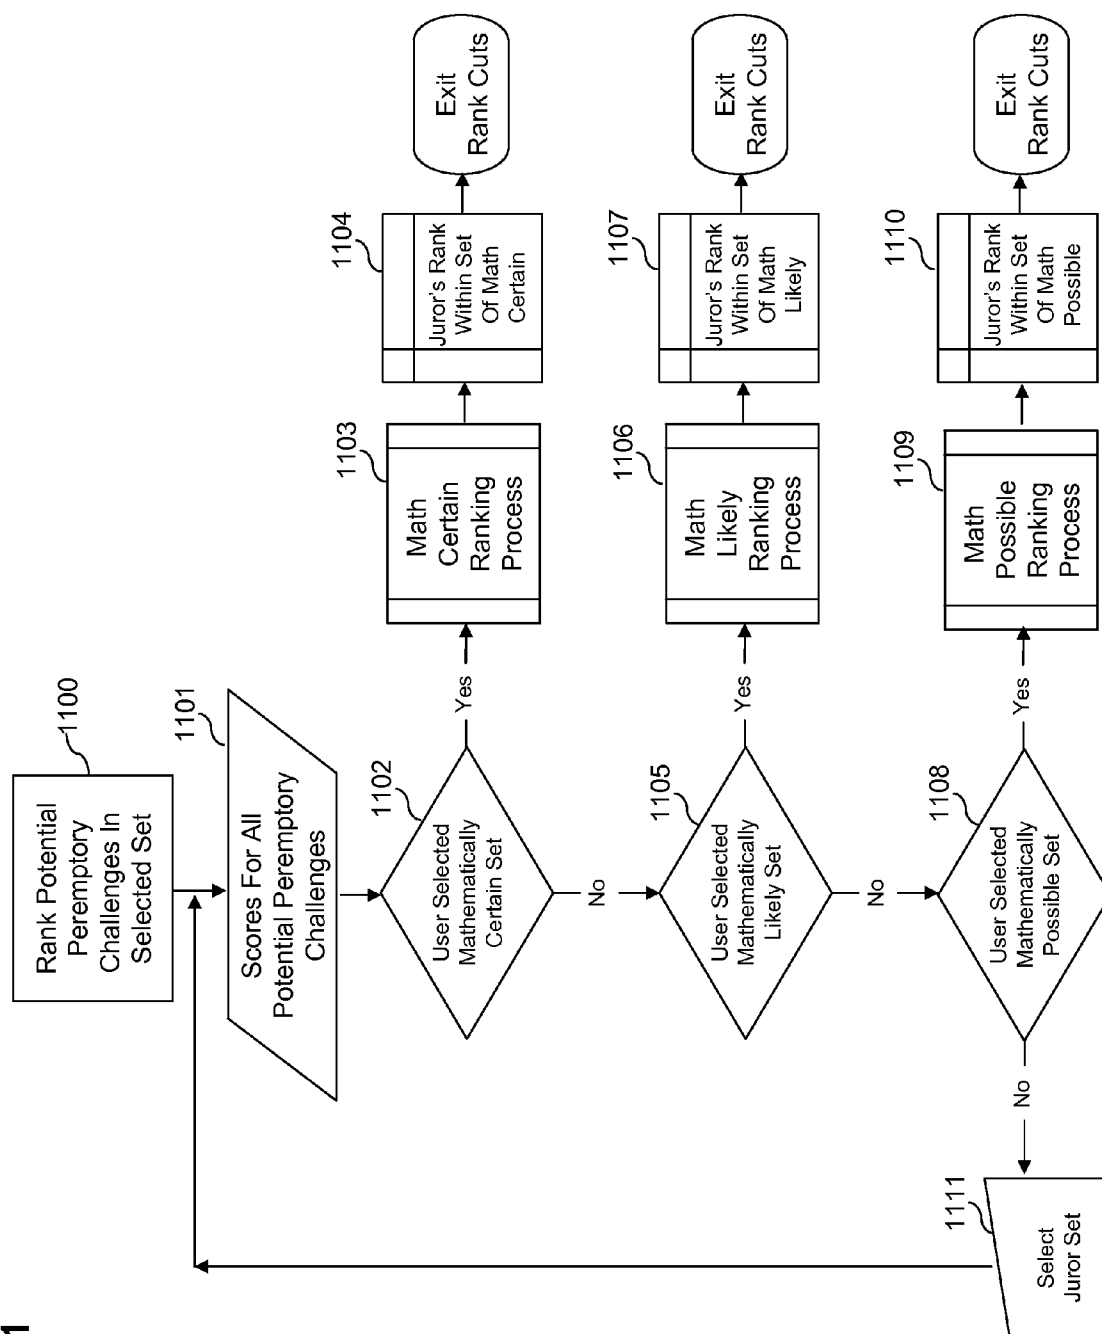 1100
Rank Potential
Peremptory
Challenges In
Selected Set
1101
Scores For All
Potential Peremptory
Challenges
1102
User Selected
Mathematically
Certain Set
Yes
No
1103
Math
Certain
Ranking
Process
1104
Juror's Rank
Within Set
Of Math
Certain
Exit
Rank Cuts
1105
User Selected
Mathematically
Likely Set
Yes
No
1106
Math
Likely
Ranking
Process
1107
Juror's Rank
Within Set
Of Math
Likely
Exit
Rank Cuts
1108
User Selected
Mathematically
Possible Set
Yes
No
1109
Math
Possible
Ranking
Process
1110
Juror's Rank
Within Set
Of Math
Possible
Exit
Rank Cuts
1111
Select
Juror Set
1